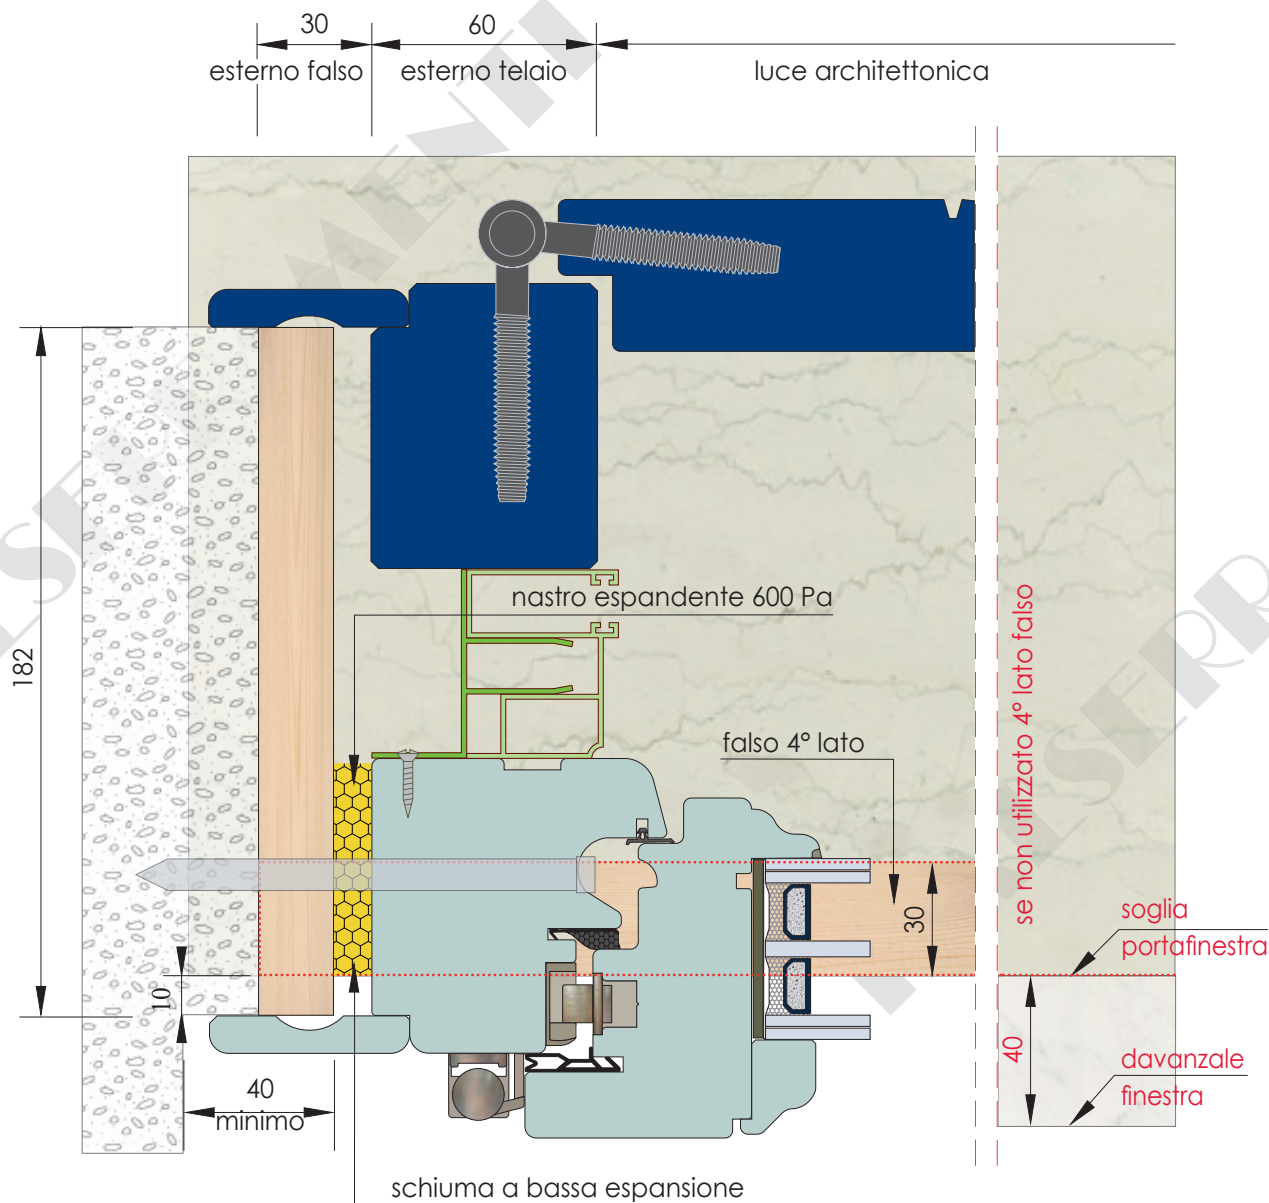 30
60
esterno falso
esterno telaio
luce architettonica
nastro espandente 600 Pa
182
se non utilizzato 4° lato falso
falso 4° lato
30
soglia
portafinestra
10
40
davanzale
finestra
40
minimo
schiuma a bassa espansione